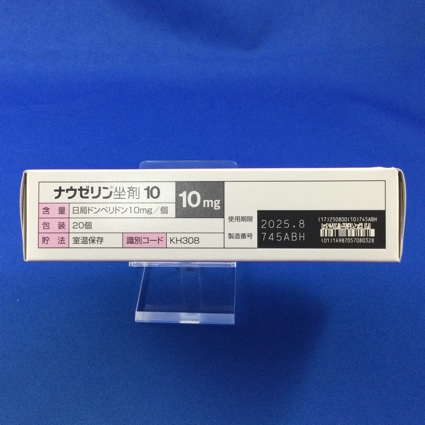 ナウゼリン坐剤 10
10mg
含量 日局ドンペリドン10mg/個
包装 20個
貯法 室温保存 識別コード KH308
使用期限 2025.8
製造番号 745ABH
(17)250800(10)745ABH
(01)14987057080328